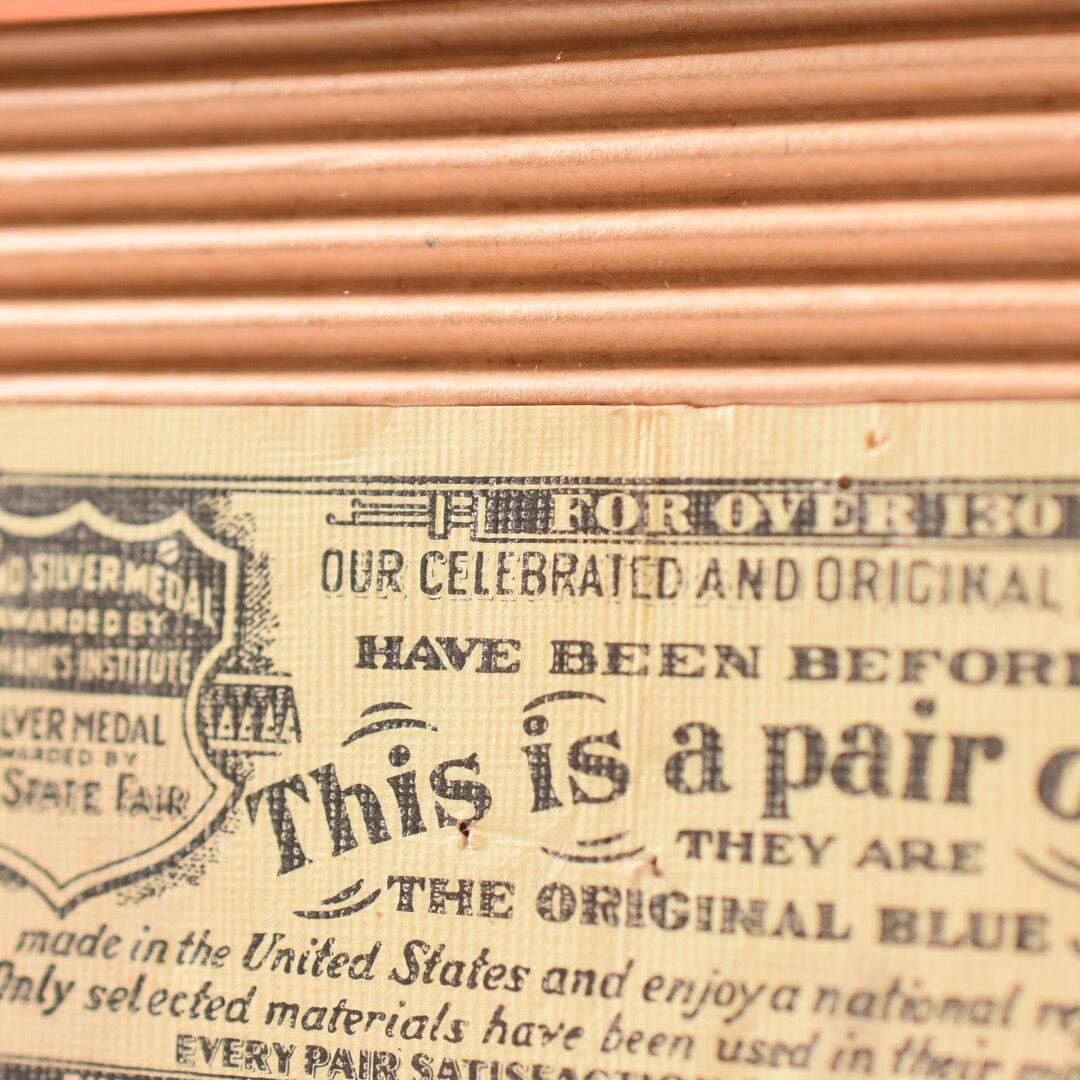 FOR OVER 130
OUR CELEBRATED AND ORIGINAL
HAVE BEEN BEFORE
This is a pair
THEY ARE
THE ORIGINAL BLUE
made in the United States and enjoy a national
Only selected materials have been used in their
EVERY PAIR
SILVER MEDAL
AWARDED BY
INSTITUTE
SILVER MEDAL
AWARDED BY
STATE FAIR